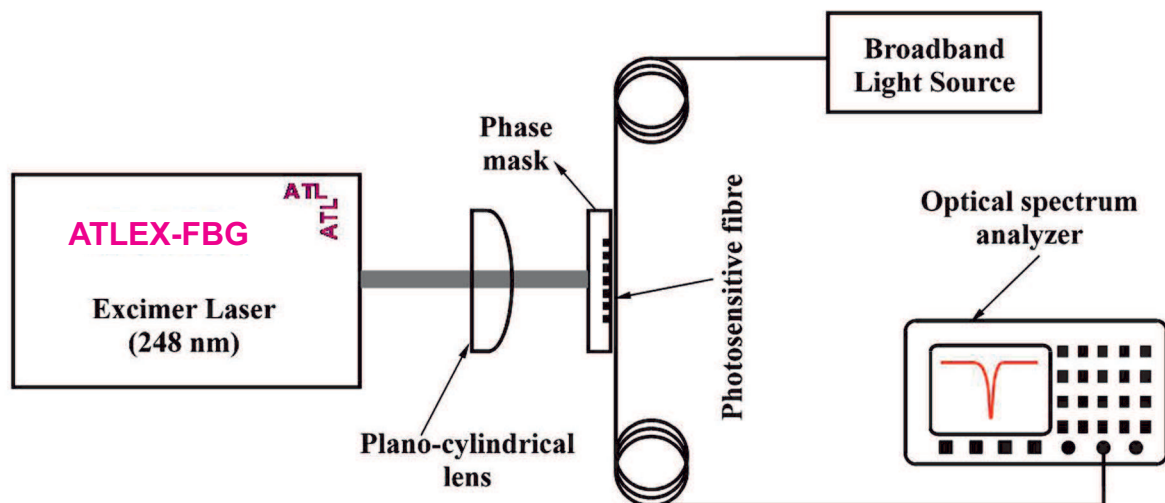 Broadband
Light Source
Phase
mask
ATL
ATL
ATLEX-FBG
Excimer Laser
(248 nm)
Photosensitive fibre
Optical spectrum
analyzer
Plano-cylindrical
lens